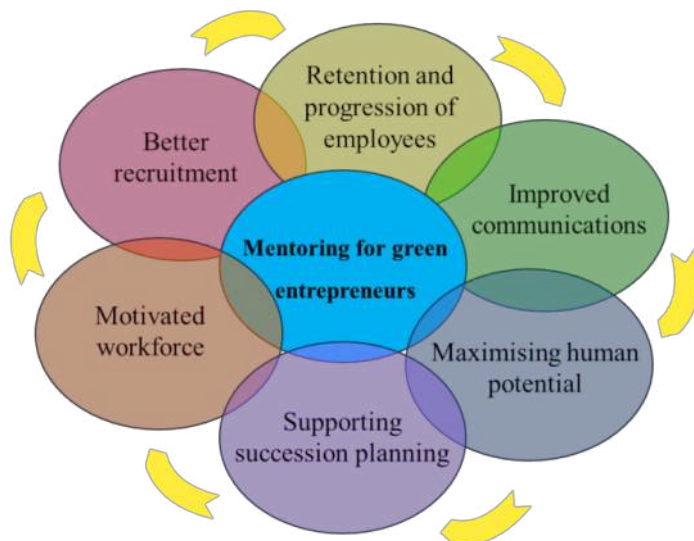 Retention and
progression of
employees
Better
recruitment
Improved
communications
Mentoring for green
entrepreneurs
Motivated
workforce
Maximising human
potential
Supporting
succession planning